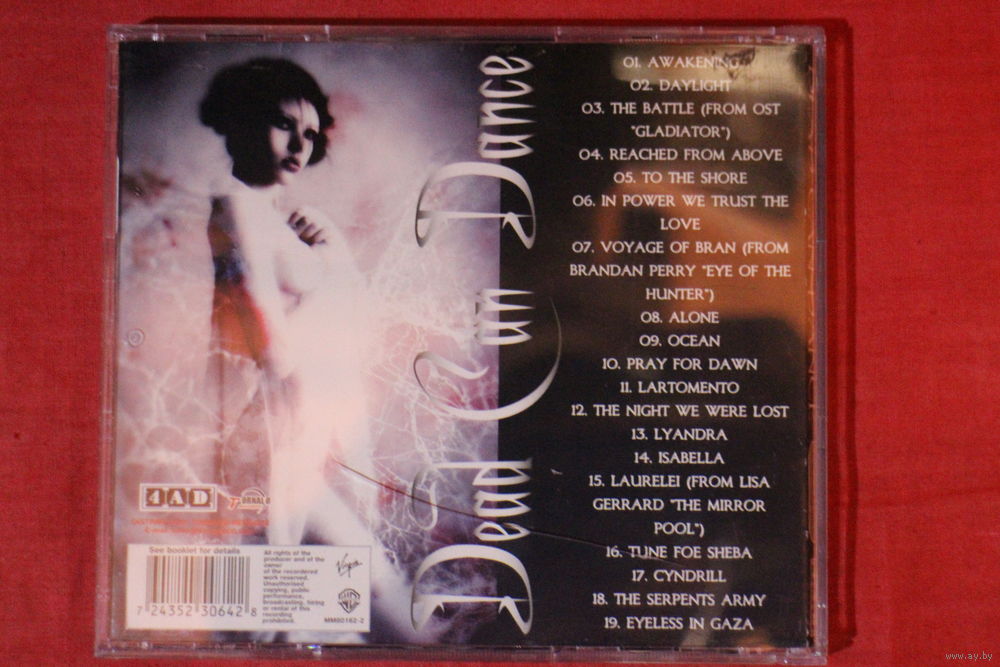 Dead Can Dance
01. AWAKENING
02. DAYLIGHT
03. THE BATTLE (FROM OST
"GLADIATOR")
04. REACHED FROM ABOVE
05. TO THE SHORE
06. IN POWER WE TRUST THE
LOVE
07. VOYAGE OF BRAN (FROM
BRANDAN PERRY "EYE OF THE
HUNTER")
08. ALONE
09. OCEAN
10. PRAY FOR DAWN
11. LARTOMENTO
12. THE NIGHT WE WERE LOST
13. LYANDRA
14. ISABELLA
15. LAURELEI (FROM LISA
GERRARD "THE MIRROR
POOL")
16. TUNE FOE SHEBA
17. CYNDRILL
18. THE SERPENTS ARMY
19. EYELESS IN GAZA
4AD
See booklet for details
7 24352 30642 8
All rights of the
producer and of the
owner
of the recordered
work reserved.
Unauthorised
copying, public
performance,
broadcasting, hiring
or rental of this
recording
prohibited.
Virgin
MM80162-2
www.ay.by